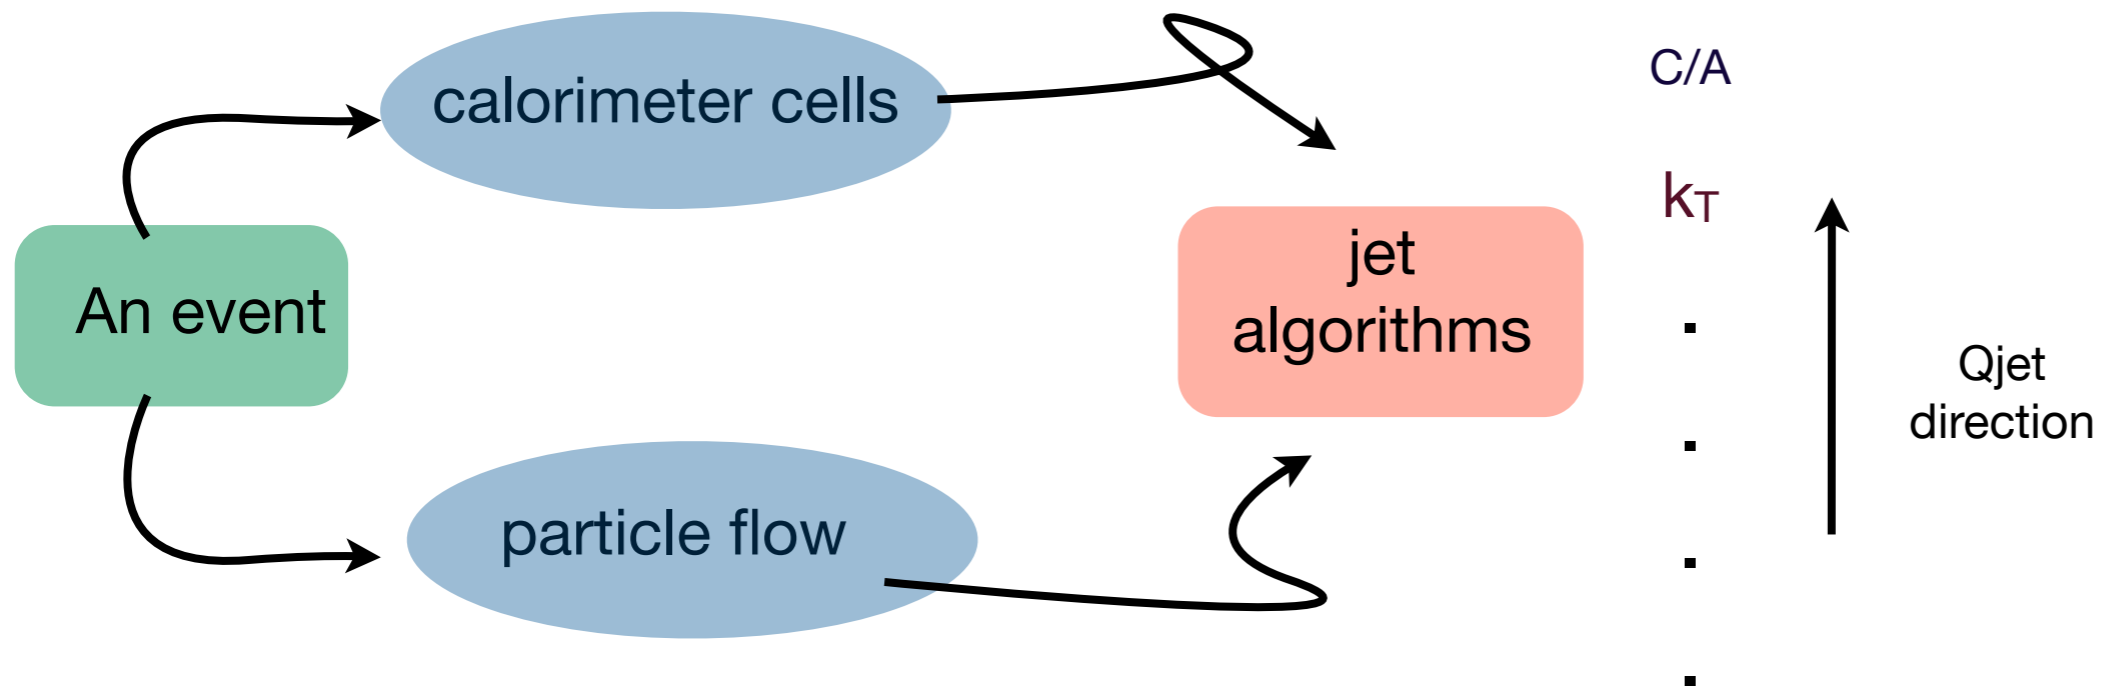 calorimeter cells
C/A
kT
An event
jet
algorithms
.
.
Qjet
direction
particle flow
.
.